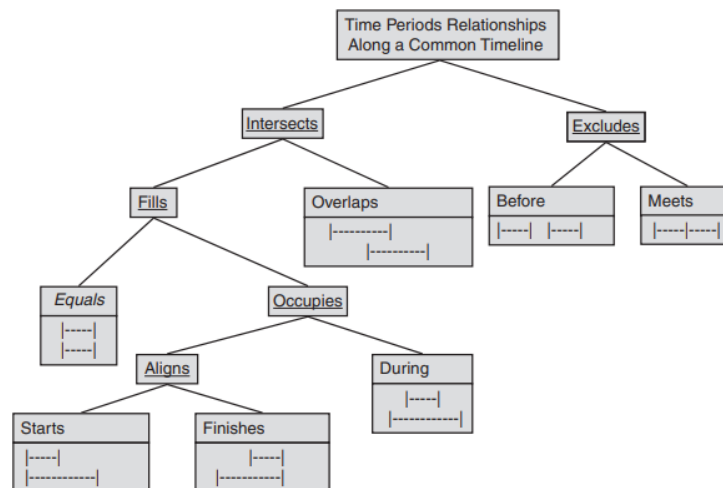 Time Periods Relationships
Along a Common Timeline
Intersects
Excludes
Fills
Overlaps
|----------|
|----------|
Before
|-----| |-----|
Meets
|-----|-----|
Equals
|-----|
|-----|
Occupies
Aligns
During
|-----|
|------------|
Starts
|-----|
|------------|
Finishes
|-----|
|-----------|